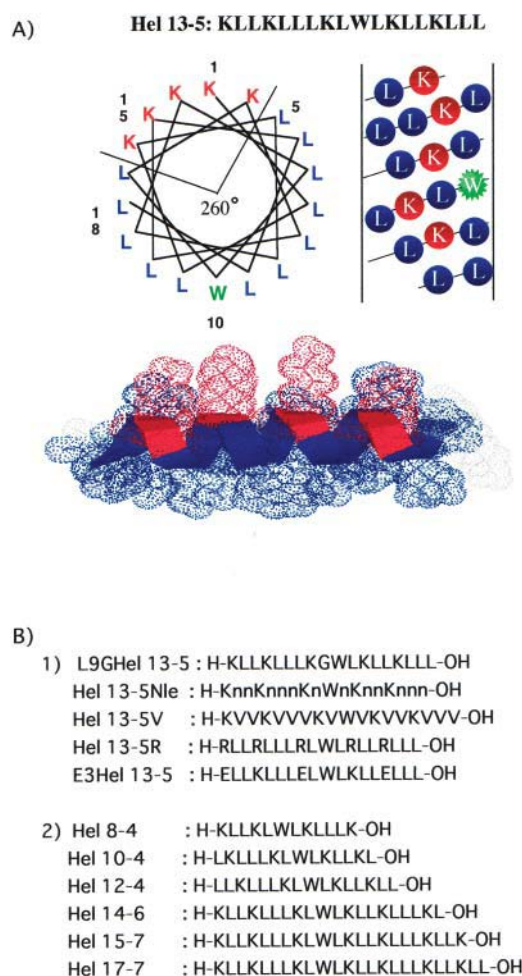 A)
Hel 13-5: KLLKLLLKLWLKLLKLLL
1
K
K
K
K
15
K
5
L
L
L
L
L
L
L
L
W
10
L
L
L
18
L
L
260°
L K
L L K L
L K L
L K L W
L K L
L L
B)
1) L9GHel 13-5 : H-KLLKLLLKGWLKLLKLLL-OH
Hel 13-5Nle : H-KnnKnnnKnWnKnnKnnn-OH
Hel 13-5V : H-KVVKVVVKVWVKVVKVVV-OH
Hel 13-5R : H-RLLRLLLRLWLRLLRLLL-OH
E3Hel 13-5 : H-ELLKLLLELWLKLLELLL-OH
2) Hel 8-4 : H-KLLKLWLKLLLK-OH
Hel 10-4 : H-LKLLLKLWLKLLKL-OH
Hel 12-4 : H-LLKLLLKLWLKLLKLL-OH
Hel 14-6 : H-KLLKLLLKLWLKLLKLLLKL-OH
Hel 15-7 : H-KLLKLLLKLWLKLLKLLLKLLK-OH
Hel 17-7 : H-KLLKLLLKLWLKLLKLLLKLLKLL-OH